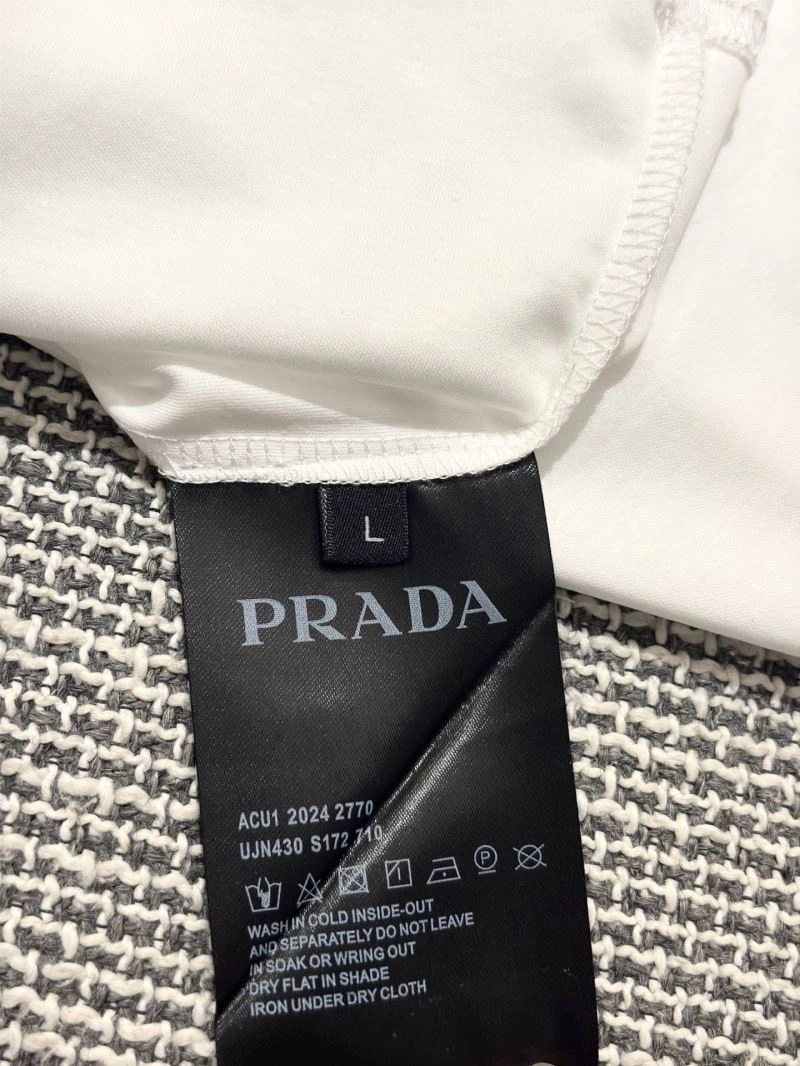 L
PRADA
ACU1 2024 2770
UJN430 S172 710
P
WASH IN COLD INSIDE-OUT
AND SEPARATELY DO NOT LEAVE
IN SOAK OR WRING OUT
DRY FLAT IN SHADE
IRON UNDER DRY CLOTH